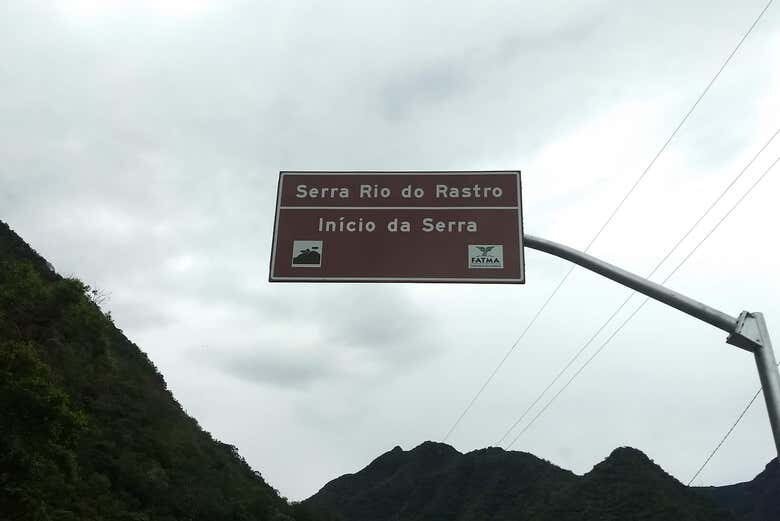 Serra Rio do Rastro
Início da Serra
FATMA